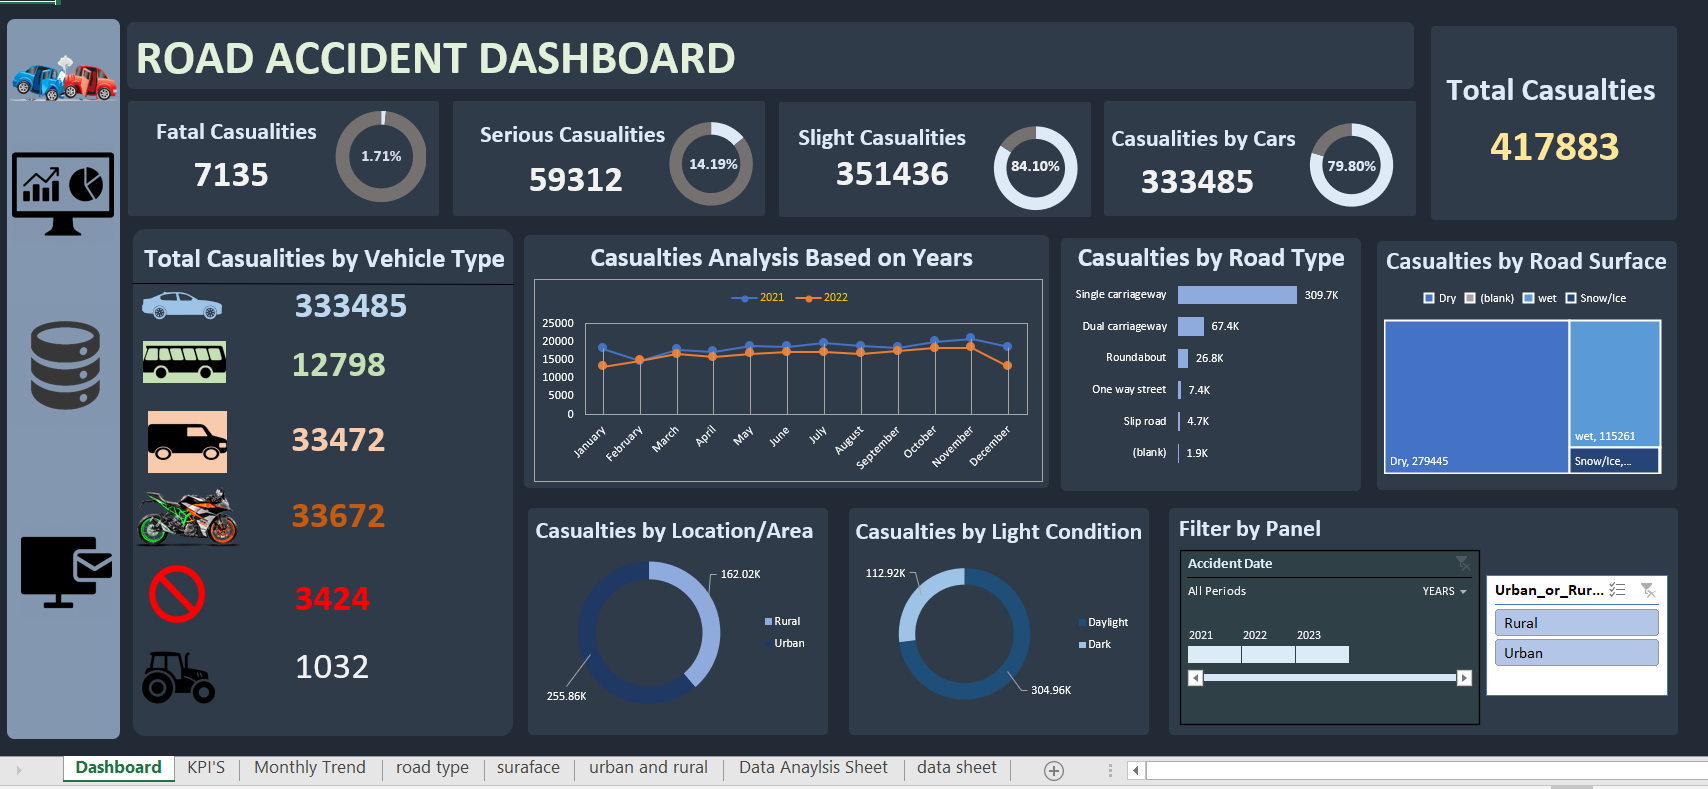 ROAD ACCIDENT DASHBOARD
Total Casualties
417883
Fatal Casualities
7135
1.71%
Serious Casualities
59312
14.19%
Slight Casualities
351436
84.10%
Casualities by Cars
333485
79.80%
Total Casualities by Vehicle Type
333485
12798
33472
33672
3424
1032
Casualties Analysis Based on Years
2021 2022
25000
20000
15000
10000
5000
0
January February March April May June July August September October November December
Casualties by Road Type
Single carriageway 309.7K
Dual carriageway 67.4K
Roundabout 26.8K
One way street 7.4K
Slip road 4.7K
(blank) 1.9K
Casualties by Road Surface
Dry (blank) wet Snow/Ice
wet, 115261
Dry, 279445
Snow/Ice,...
Casualties by Location/Area
162.02K
Rural
Urban
255.86K
Casualties by Light Condition
112.92K
Daylight
Dark
304.96K
Filter by Panel
Accident Date
All Periods YEARS
2021 2022 2023
Urban_or_Rur...
Rural
Urban
Dashboard KPI'S Monthly Trend road type suraface urban and rural Data Anaylsis Sheet data sheet